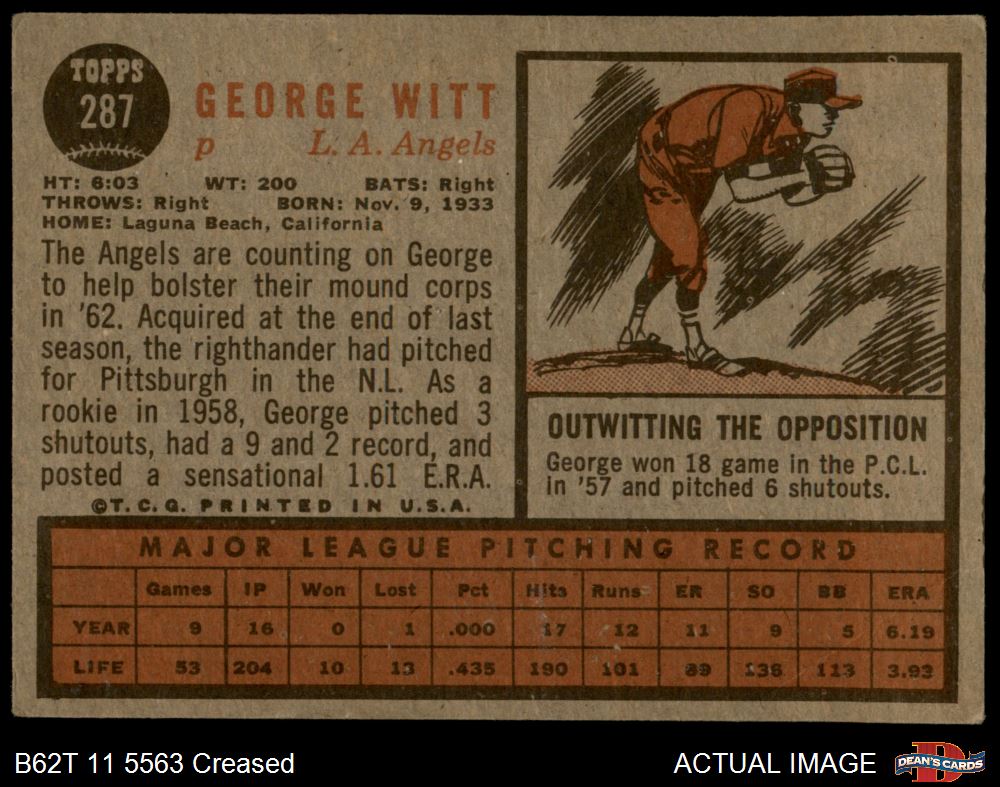 TOPPS
287
GEORGE WITT
p L. A. Angels
HT: 6:03 WT: 200 BATS: Right
THROWS: Right BORN: Nov. 9, 1933
HOME: Laguna Beach, California
The Angels are counting on George
to help bolster their mound corps
in '62. Acquired at the end of last
season, the righthander had pitched
for Pittsburgh in the N.L. As a
rookie in 1958, George pitched 3
shutouts, had a 9 and 2 record, and
posted a sensational 1.61 E.R.A.
©T.C.G. PRINTED IN U.S.A.
OUTWITTING THE OPPOSITION
George won 18 game in the P.C.L.
in '57 and pitched 6 shutouts.
MAJOR LEAGUE PITCHING RECORD
Games IP Won Lost Pct Hits Runs ER SO BB ERA
YEAR 9 16 0 1 .000 17 12 11 9 5 6.19
LIFE 53 204 10 13 .435 190 101 89 136 113 3.93
B62T 11 5563 Creased
ACTUAL IMAGE
D
DEAN'S CARDS